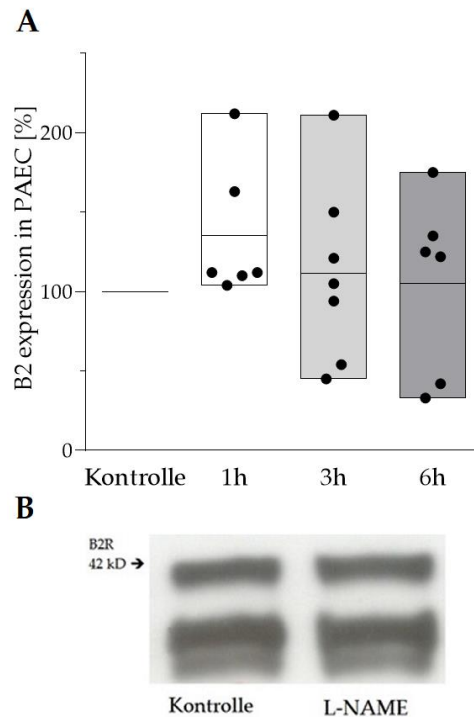 A
B2 expression in PAEC [%]
200
100
0
Kontrolle 1h 3h 6h
B
B2R
42 kD →
Kontrolle L-NAME